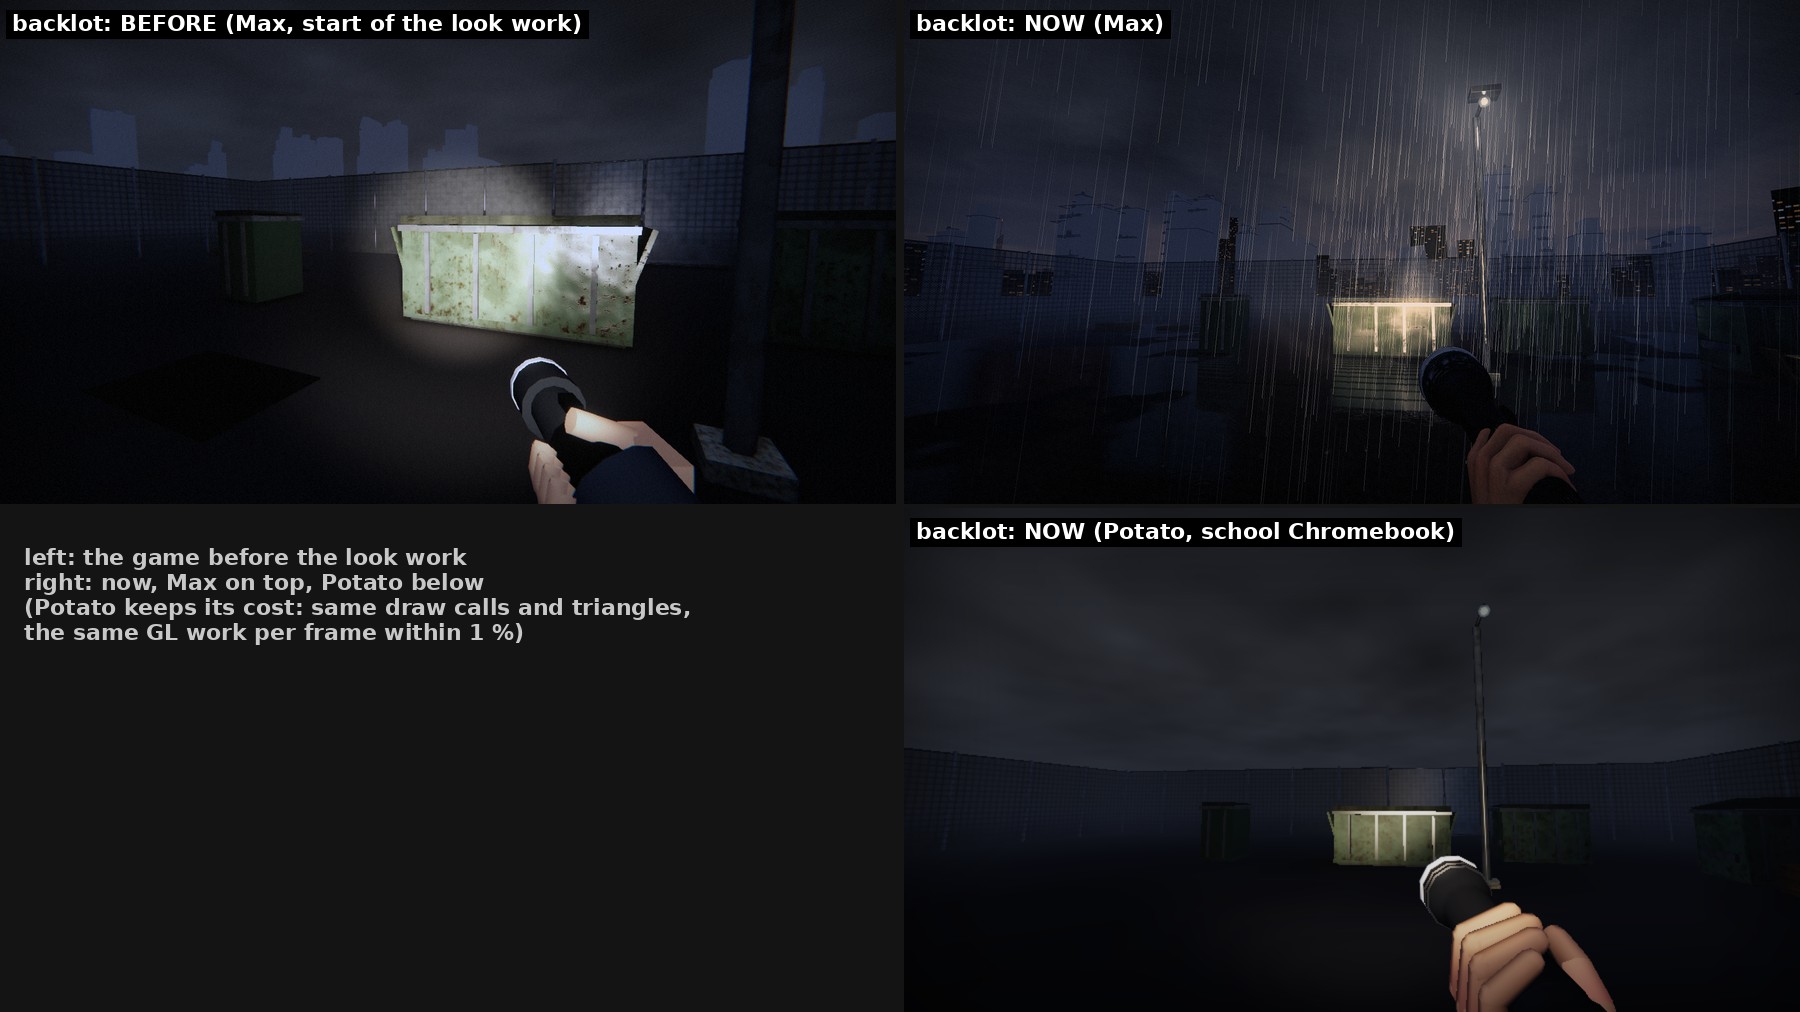 backlot: BEFORE (Max, start of the look work)
backlot: NOW (Max)
left: the game before the look work
right: now, Max on top, Potato below
(Potato keeps its cost: same draw calls and triangles,
the same GL work per frame within 1 %)
backlot: NOW (Potato, school Chromebook)